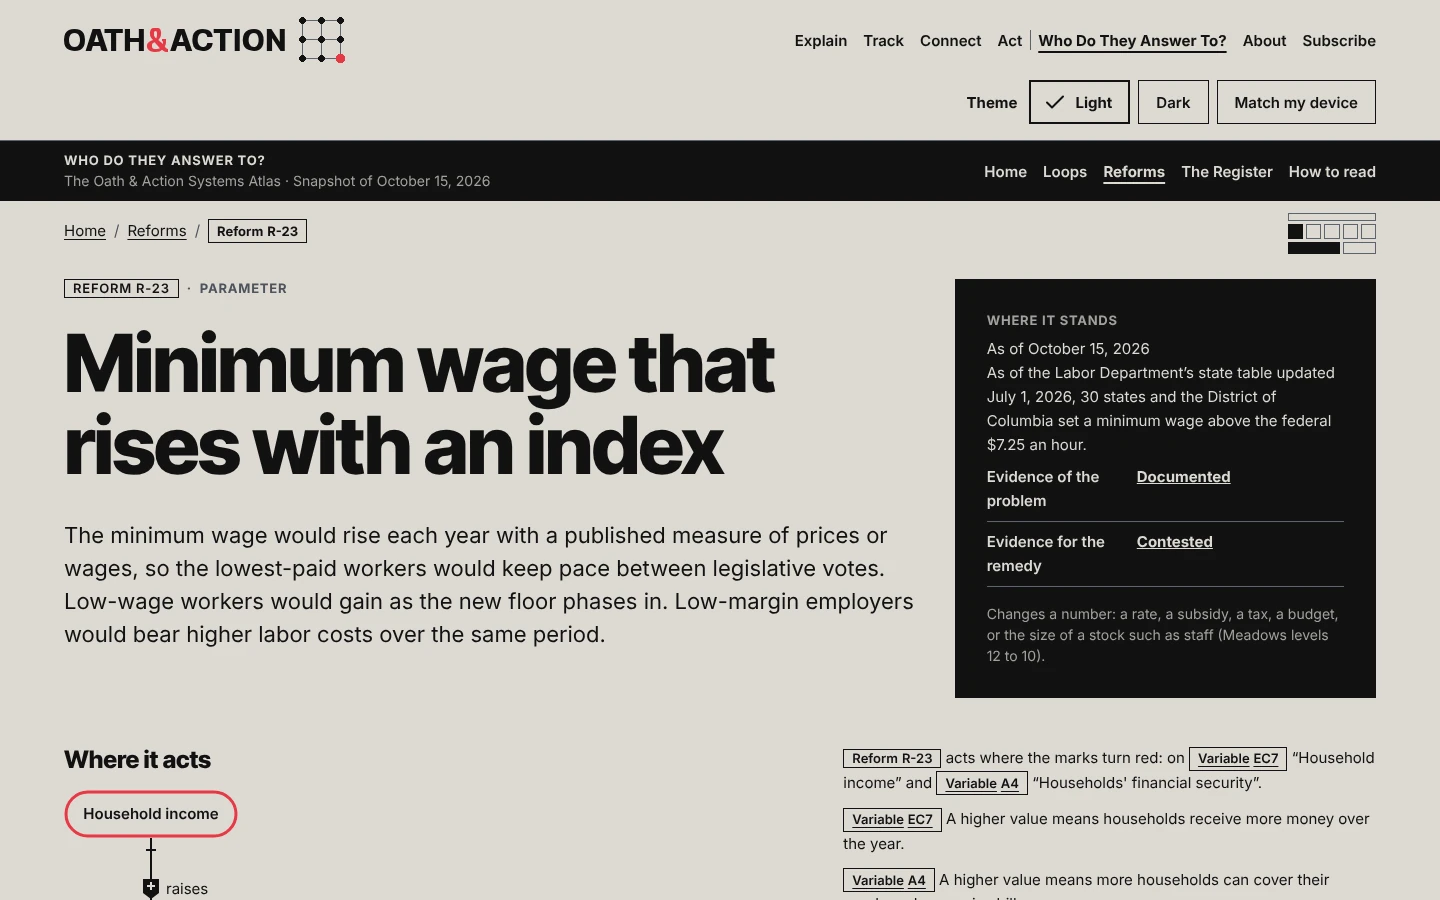 OATH&ACTION
Explain Track Connect Act Who Do They Answer To? About Subscribe
Theme Light Dark Match my device
WHO DO THEY ANSWER TO?
The Oath & Action Systems Atlas · Snapshot of October 15, 2026
Home Loops Reforms The Register How to read
Home / Reforms / Reform R-23
REFORM R-23 · PARAMETER
Minimum wage that
rises with an index
The minimum wage would rise each year with a published measure of prices or
wages, so the lowest-paid workers would keep pace between legislative votes.
Low-wage workers would gain as the new floor phases in. Low-margin employers
would bear higher labor costs over the same period.
WHERE IT STANDS
As of October 15, 2026
As of the Labor Department’s state table updated
July 1, 2026, 30 states and the District of
Columbia set a minimum wage above the federal
$7.25 an hour.
Evidence of the Documented
problem
Evidence for the Contested
remedy
Changes a number: a rate, a subsidy, a tax, a budget,
or the size of a stock such as staff (Meadows levels
12 to 10).
Where it acts
Household income
raises
Reform R-23 acts where the marks turn red: on Variable EC7 “Household
income” and Variable A4 “Households' financial security”.
Variable EC7 A higher value means households receive more money over
the year.
Variable A4 A higher value means more households can cover their